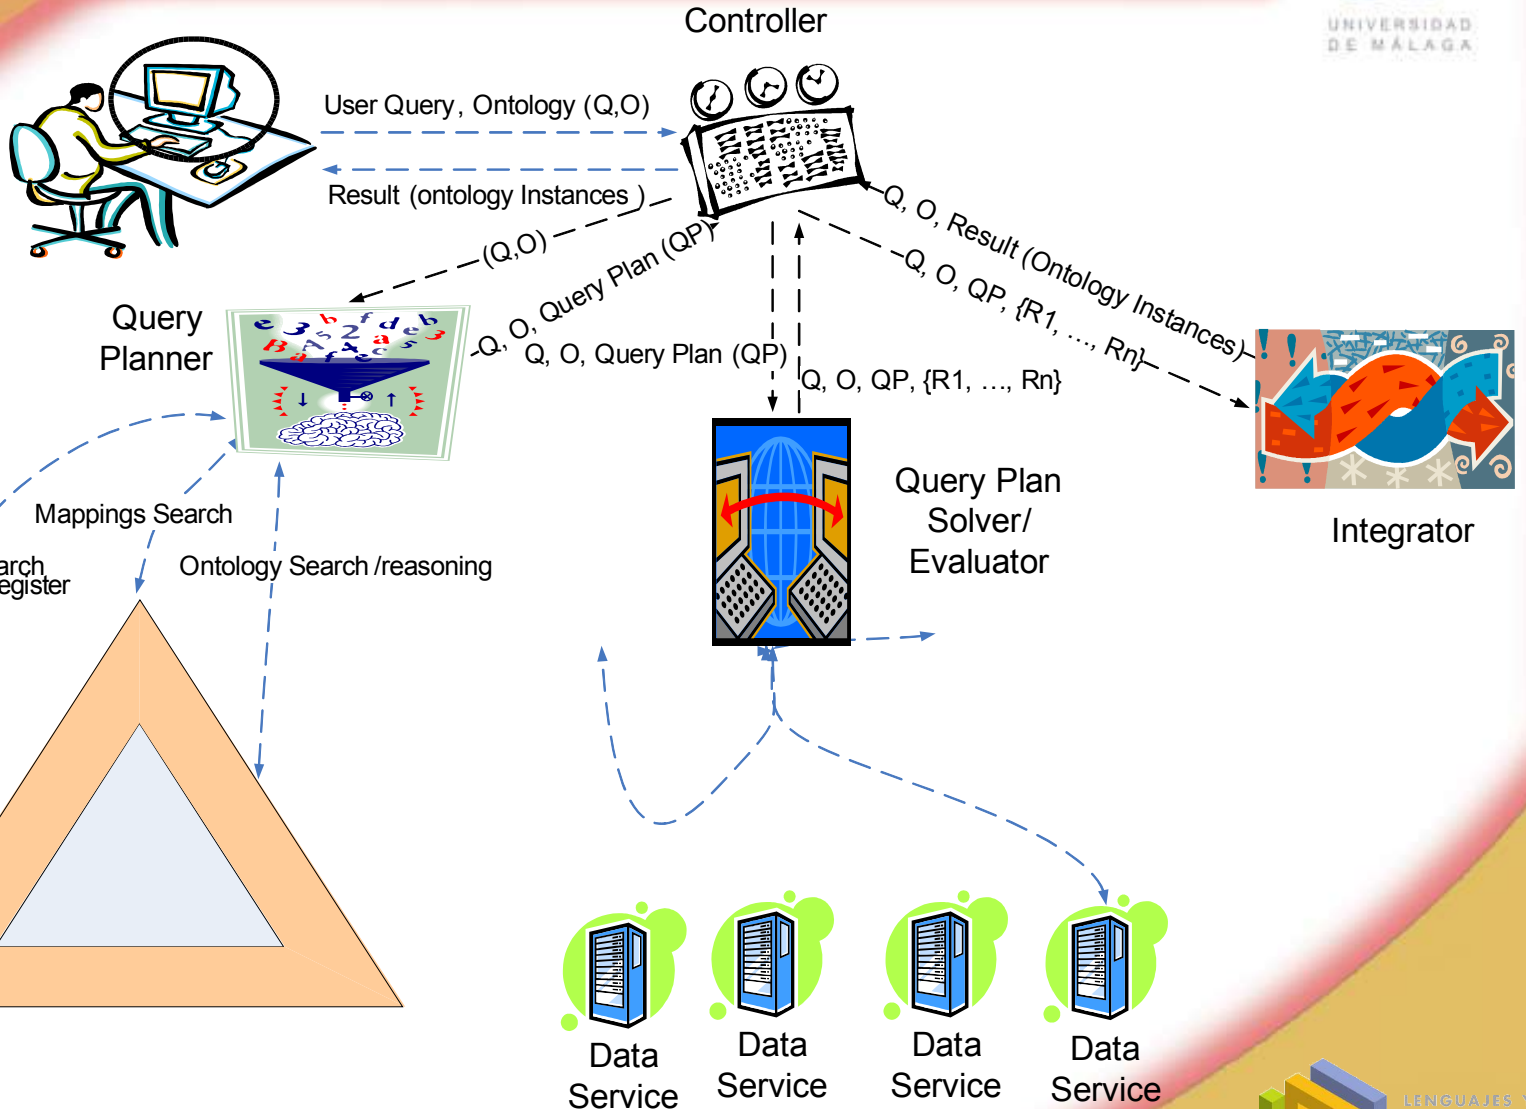 Controller
UNIVERSIDAD
DE MÁLAGA
User Query, Ontology (Q,O)
Result (ontology Instances )
(Q,O)
Q, O, Query Plan (QP)
Q, O, Result (Ontology Instances)
Q, O, QP, {R1, ..., Rn}
Query
Planner
Q, O, Query Plan (QP)
Q, O, QP, {R1, ..., Rn}
Query Plan
Solver/
Evaluator
Integrator
Mappings Search
arch
egister
Ontology Search /reasoning
Data
Service
Data
Service
Data
Service
Data
Service
LENGUAJES Y